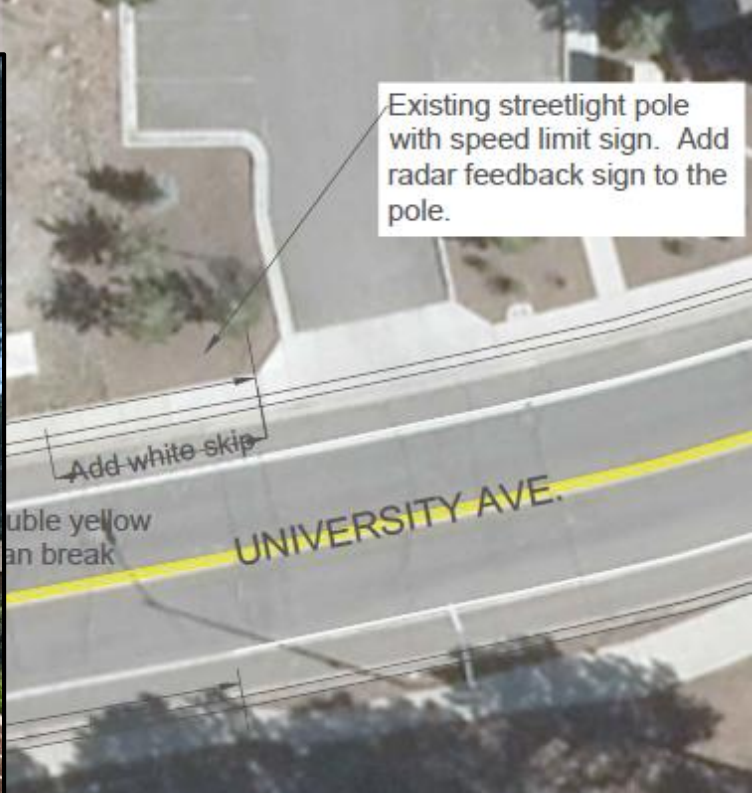 Existing streetlight pole
with speed limit sign. Add
radar feedback sign to the
pole.
Add white skip
UNIVERSITY AVE.
uble yellow
an break